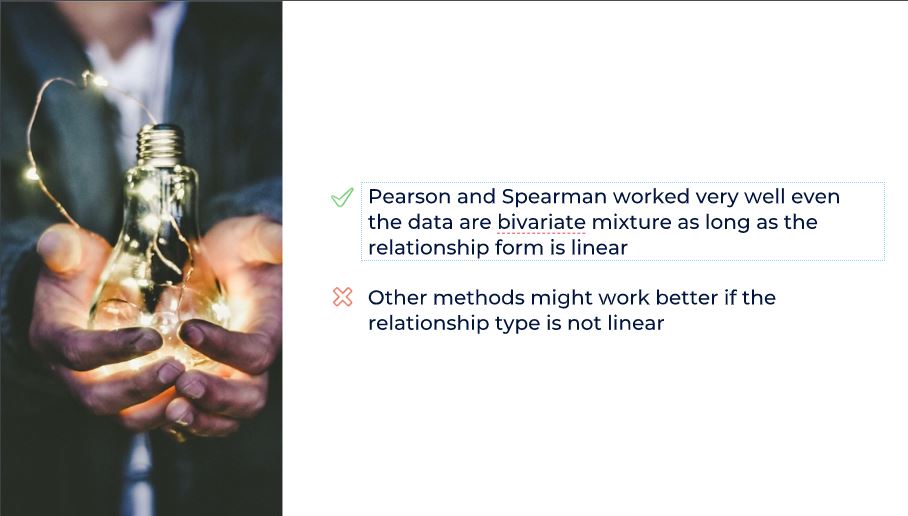 Pearson and Spearman worked very well even
the data are bivariate mixture as long as the
relationship form is linear
Other methods might work better if the
relationship type is not linear